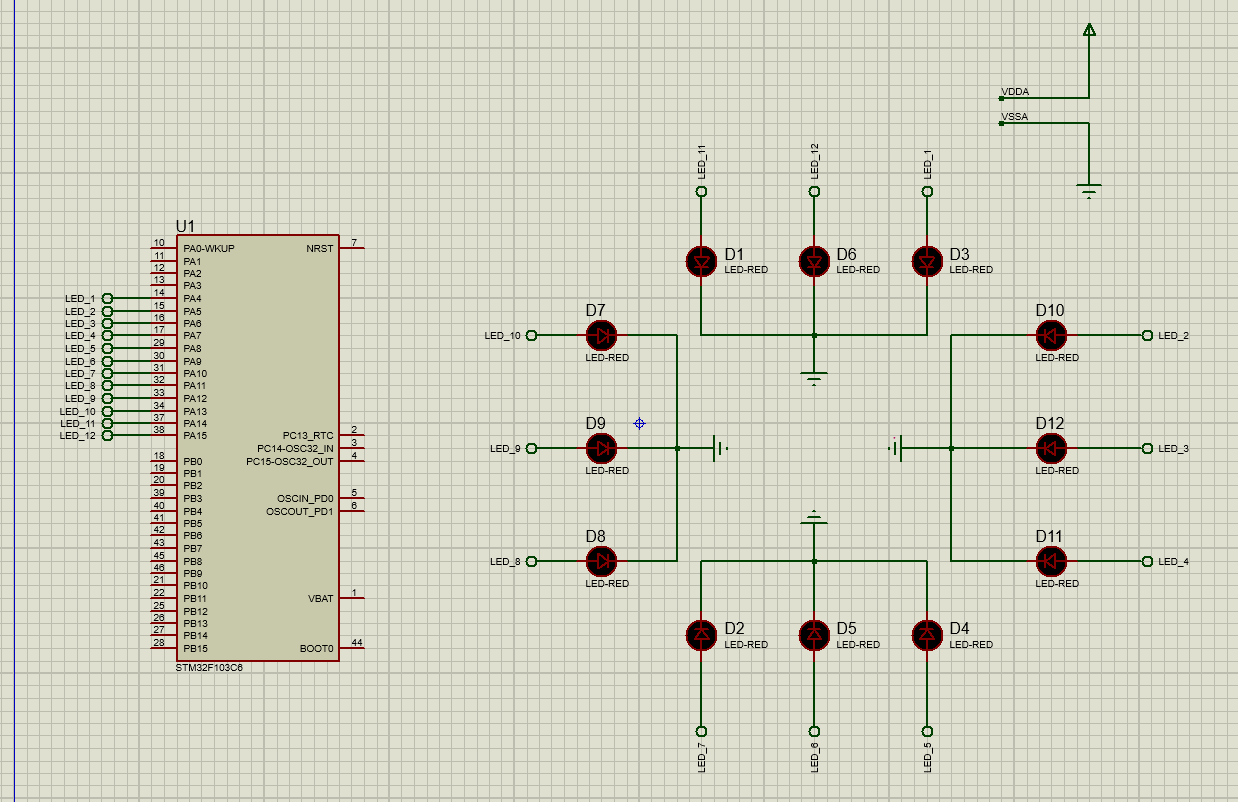 VDDA
VSSA
LED_11
LED_12
LED_1
U1
10 PA0-WKUP NRST 7
11 PA1
12 PA2
13 PA3
LED_1 14 PA4
LED_2 15 PA5
LED_3 16 PA6
LED_4 17 PA7
LED_5 29 PA8
LED_6 30 PA9
LED_7 31 PA10
LED_8 32 PA11
LED_9 33 PA12
LED_10 34 PA13
LED_11 37 PA14
LED_12 38 PA15
PC13_RTC 2
PC14-OSC32_IN 3
18 PB0 PC15-OSC32_OUT 4
19 PB1
20 PB2
39 PB3 OSCIN_PD0 5
40 PB4 OSCOUT_PD1 6
41 PB5
42 PB6
43 PB7
45 PB8
46 PB9
21 PB10
22 PB11 VBAT 1
25 PB12
26 PB13
27 PB14
28 PB15 BOOT0 44
STM32F103C6
D1
LED-RED
D6
LED-RED
D3
LED-RED
D7
LED_10
LED-RED
D10
LED_2
LED-RED
D9
LED_9
LED-RED
D12
LED_3
LED-RED
D8
LED_8
LED-RED
D11
LED_4
LED-RED
D2
LED-RED
D5
LED-RED
D4
LED-RED
LED_7
LED_6
LED_5